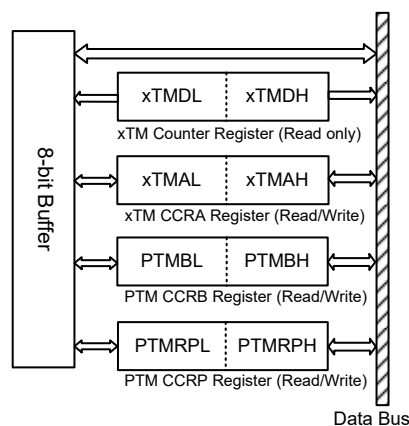 8-bit Buffer
xTMDL xTMDH
xTM Counter Register (Read only)
xTMAL xTMAH
xTM CCRA Register (Read/Write)
PTMBL PTMBH
PTM CCRB Register (Read/Write)
PTMRPL PTMRPH
PTM CCRP Register (Read/Write)
Data Bus